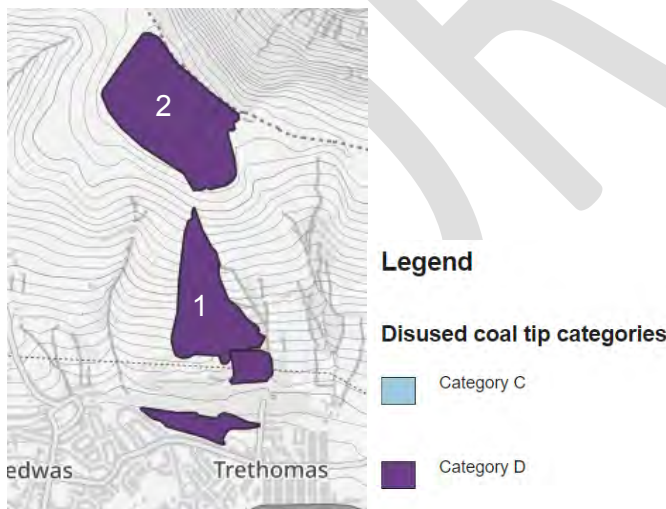 2
1
edwas
Trethomas
Legend
Disused coal tip categories
Category C
Category D